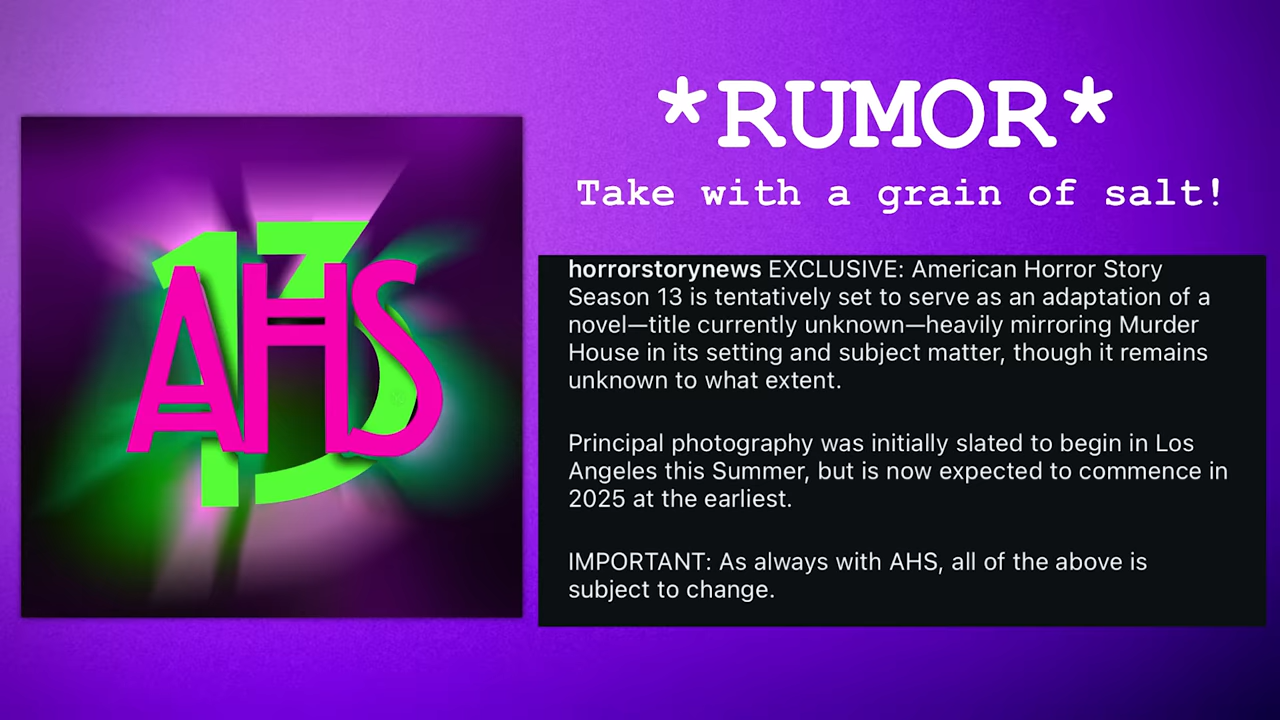 13
AHS
*RUMOR*
Take with a grain of salt!
horrorstorynews EXCLUSIVE: American Horror Story
Season 13 is tentatively set to serve as an adaptation of a
novel—title currently unknown—heavily mirroring Murder
House in its setting and subject matter, though it remains
unknown to what extent.
Principal photography was initially slated to begin in Los
Angeles this Summer, but is now expected to commence in
2025 at the earliest.
IMPORTANT: As always with AHS, all of the above is
subject to change.